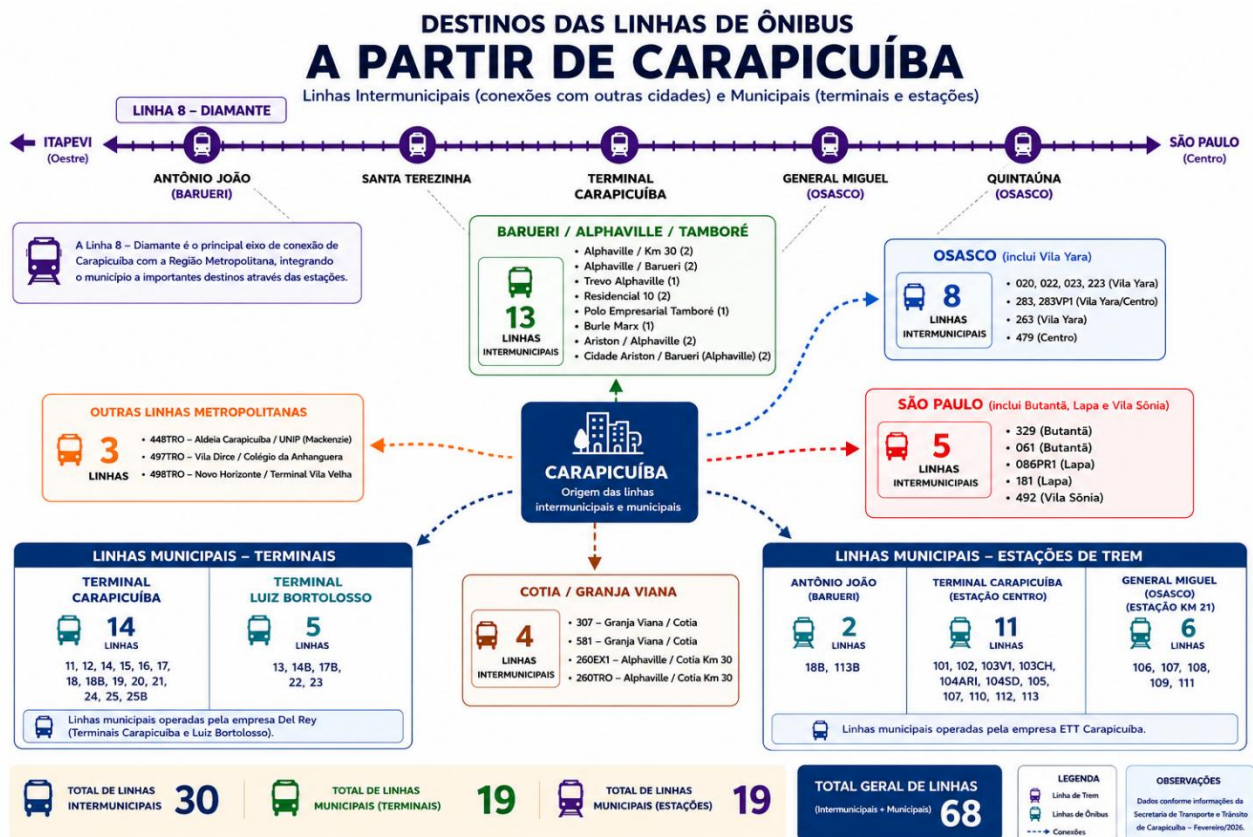 DESTINOS DAS LINHAS DE ÔNIBUS
A PARTIR DE CARAPICUÍBA
Linhas Intermunicipais (conexões com outras cidades) e Municipais (terminais e estações)
LINHA 8 – DIAMANTE
ITAPEVI
(Oeste)
SÃO PAULO
(Centro)
ANTÔNIO JOÃO
(BARUERI)
SANTA TEREZINHA
TERMINAL
CARAPICUÍBA
GENERAL MIGUEL
(OSASCO)
QUINTAÚNA
(OSASCO)
A Linha 8 – Diamante é o principal eixo de conexão de
Carapicuíba com a Região Metropolitana, integrando
o município a importantes destinos através das estações.
BARUERI / ALPHAVILLE / TAMBORÉ
13
LINHAS
INTERMUNICIPAIS
• Alphaville / Km 30 (2)
• Alphaville / Barueri (2)
• Trevo Alphaville (1)
• Residencial 10 (2)
• Polo Empresarial Tamboré (1)
• Burle Marx (1)
• Ariston / Alphaville (2)
• Cidade Ariston / Barueri (Alphaville) (2)
OSASCO (inclui Vila Yara)
8
LINHAS
INTERMUNICIPAIS
• 020, 022, 023, 223 (Vila Yara)
• 283, 283VP1 (Vila Yara/Centro)
• 263 (Vila Yara)
• 479 (Centro)
OUTRAS LINHAS METROPOLITANAS
3
LINHAS
• 448TRO – Aldeia Carapicuíba / UNIP (Mackenzie)
• 497TRO – Vila Dirce / Colégio da Anhanguera
• 498TRO – Novo Horizonte / Terminal Vila Velha
CARAPICUÍBA
Origem das linhas
intermunicipais e municipais
SÃO PAULO (inclui Butantã, Lapa e Vila Sônia)
5
LINHAS
INTERMUNICIPAIS
• 329 (Butantã)
• 061 (Butantã)
• 086PR1 (Lapa)
• 181 (Lapa)
• 492 (Vila Sônia)
LINHAS MUNICIPAIS – TERMINAIS
TERMINAL
CARAPICUÍBA
14
LINHAS
11, 12, 14, 15, 16, 17,
18, 18B, 19, 20, 21,
24, 25, 25B
TERMINAL
LUIZ BORTOLOSSO
5
LINHAS
13, 14B, 17B,
22, 23
Linhas municipais operadas pela empresa Del Rey
(Terminais Carapicuíba e Luiz Bortolosso).
COTIA / GRANJA VIANA
4
LINHAS
INTERMUNICIPAIS
• 307 – Granja Viana / Cotia
• 581 – Granja Viana / Cotia
• 260EX1 – Alphaville / Cotia Km 30
• 260TRO – Alphaville / Cotia Km 30
LINHAS MUNICIPAIS – ESTAÇÕES DE TREM
ANTÔNIO JOÃO
(BARUERI)
2
LINHAS
18B, 113B
TERMINAL CARAPICUÍBA
(ESTAÇÃO CENTRO)
11
LINHAS
101, 102, 103V1, 103CH,
104ARI, 104SD, 105,
107, 110, 112, 113
GENERAL MIGUEL
(OSASCO)
(ESTAÇÃO KM 21)
6
LINHAS
106, 107, 108,
109, 111
Linhas municipais operadas pela empresa ETT Carapicuíba.
TOTAL DE LINHAS
INTERMUNICIPAIS
30
TOTAL DE LINHAS
MUNICIPAIS (TERMINAIS)
19
TOTAL DE LINHAS
MUNICIPAIS (ESTAÇÕES)
19
TOTAL GERAL DE LINHAS
(Intermunicipais + Municipais)
68
LEGENDA
Linha de Trem
Linhas de Ônibus
Conexões
OBSERVAÇÕES
Dados conforme informações da
Secretaria de Transporte e Trânsito
de Carapicuíba – Fevereiro/2026.